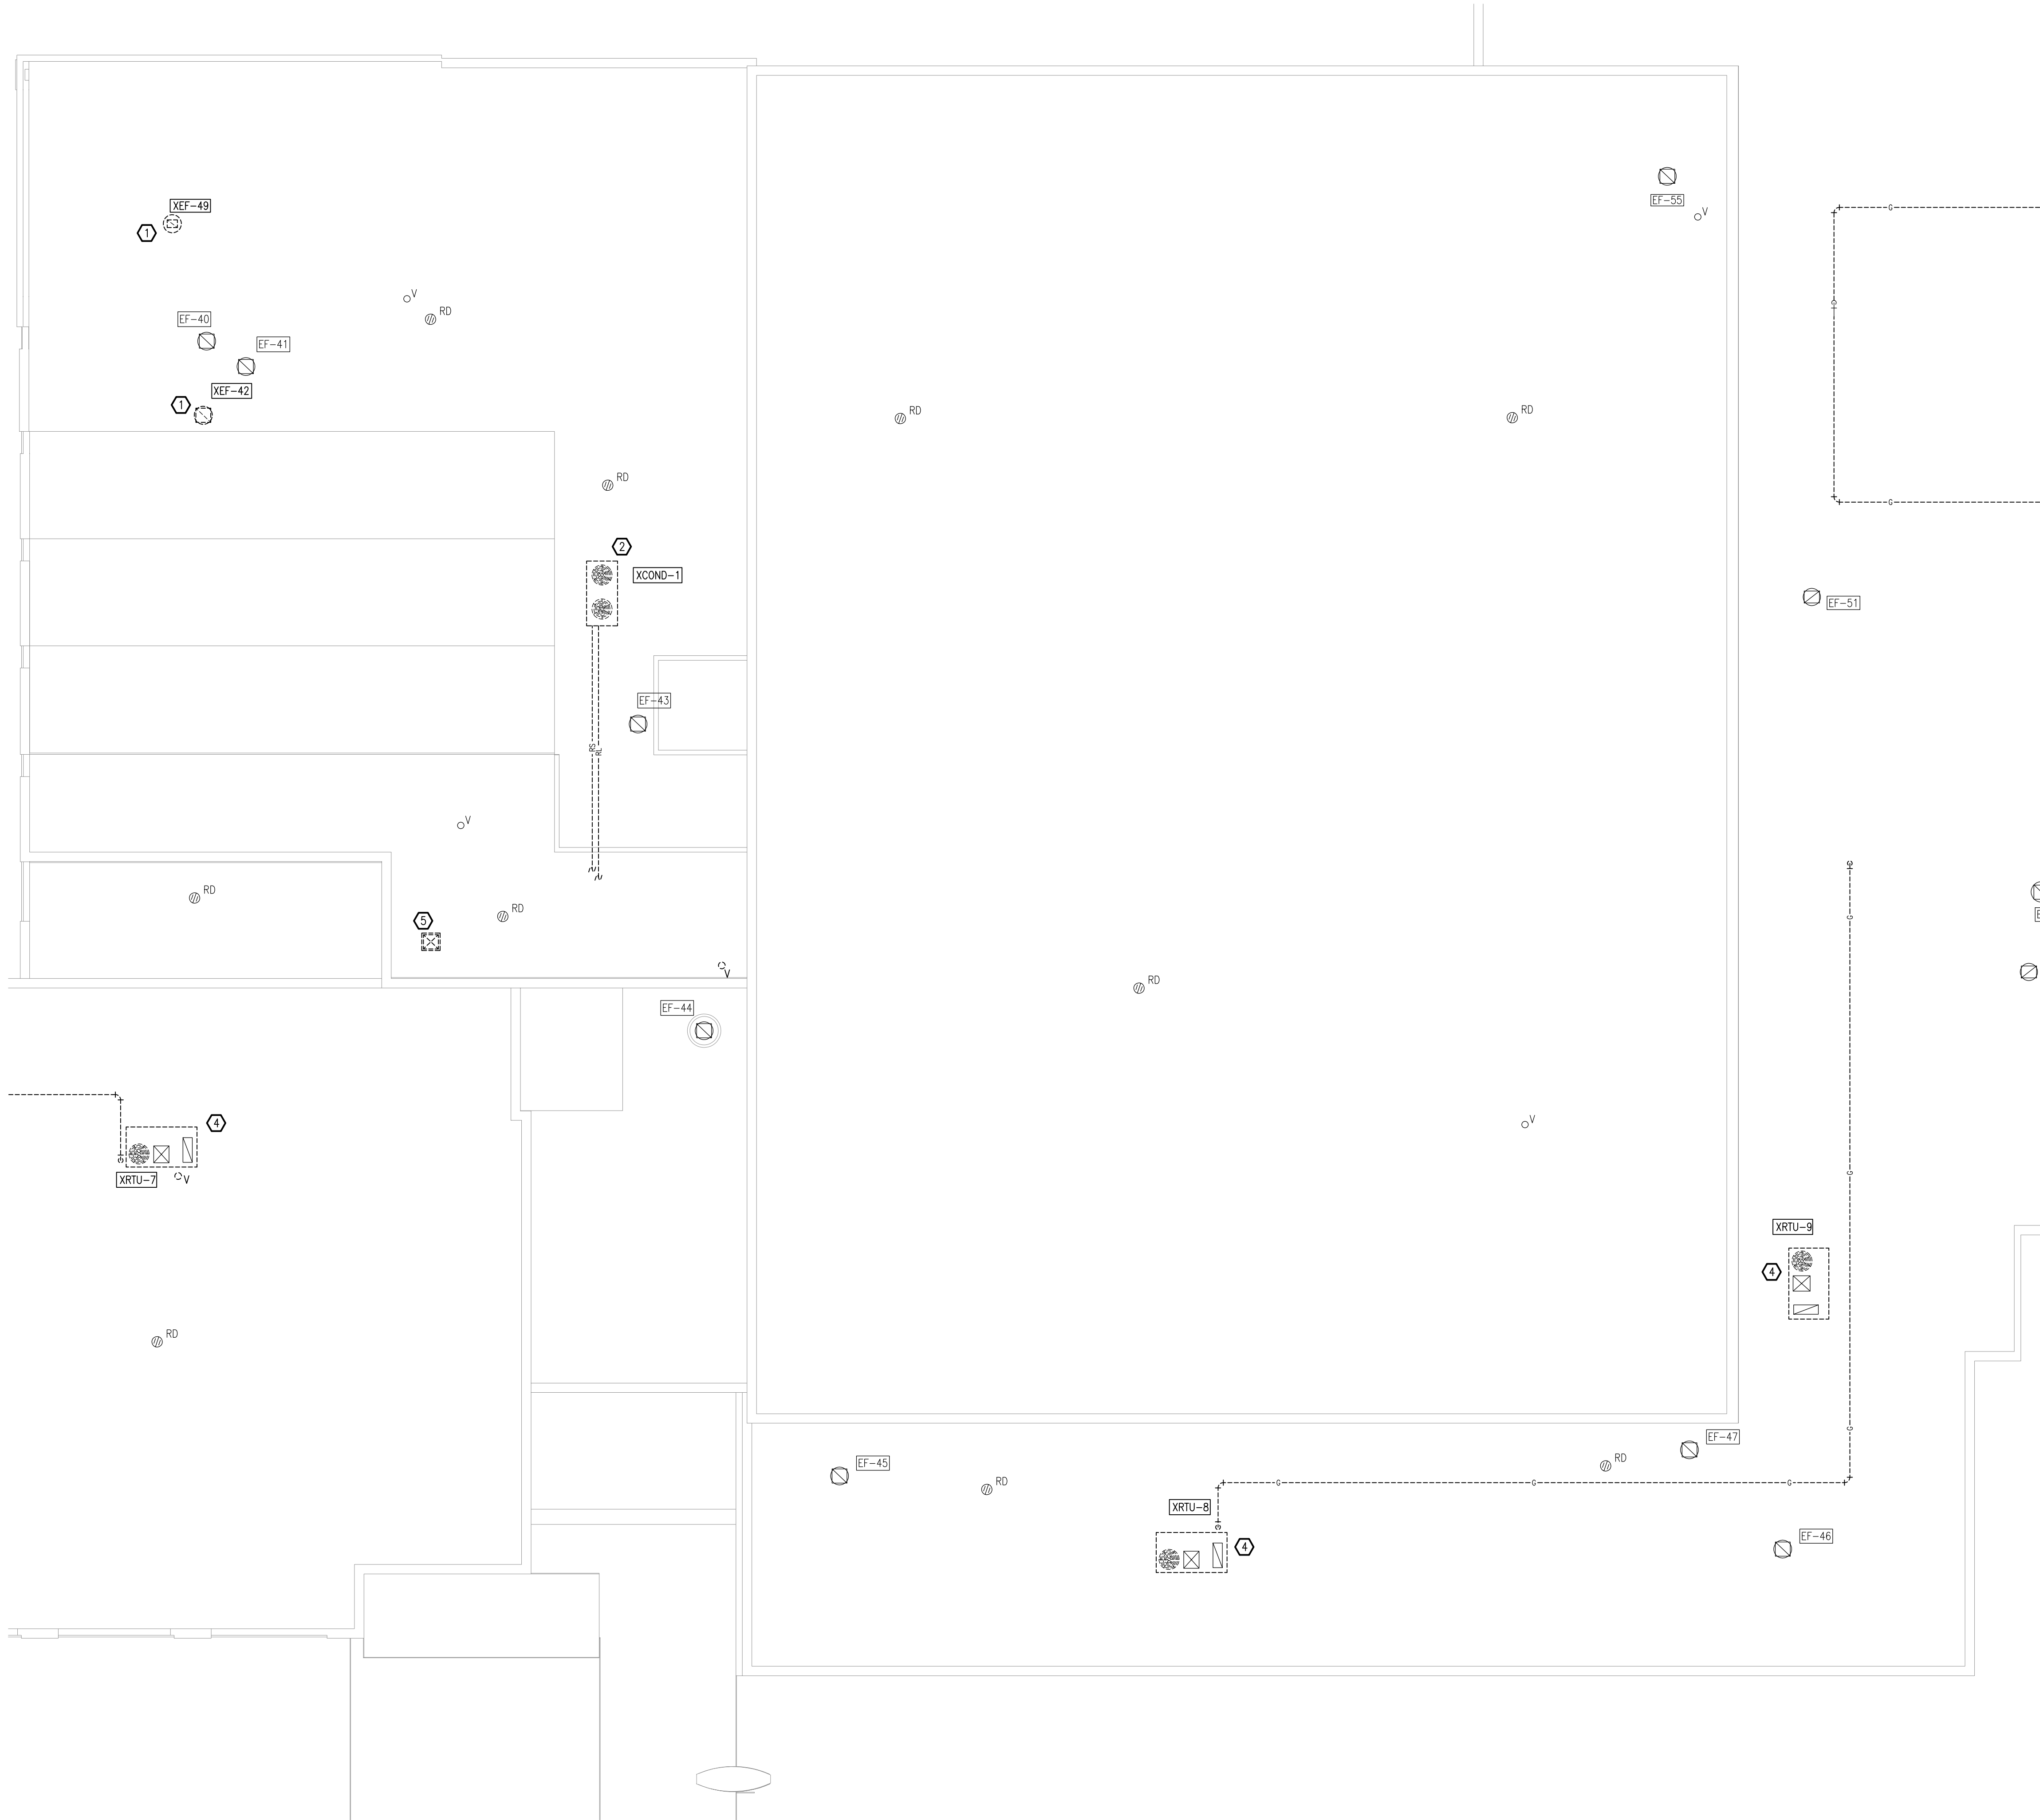 XEF-49
1
EF-55
V
G
V
RD
EF-40
EF-41
XEF-42
1
G
RD
RD
RD
G
2
XCOND-1
EF-51
EF-43
RS
RL
V
G
RD
RD
5
G
V
RD
EF-44
4
V
G
XRTU-7
V
G
XRTU-9
4
RD
G
EF-47
EF-45
RD
RD
G
G
G
XRTU-8
G
4
EF-46